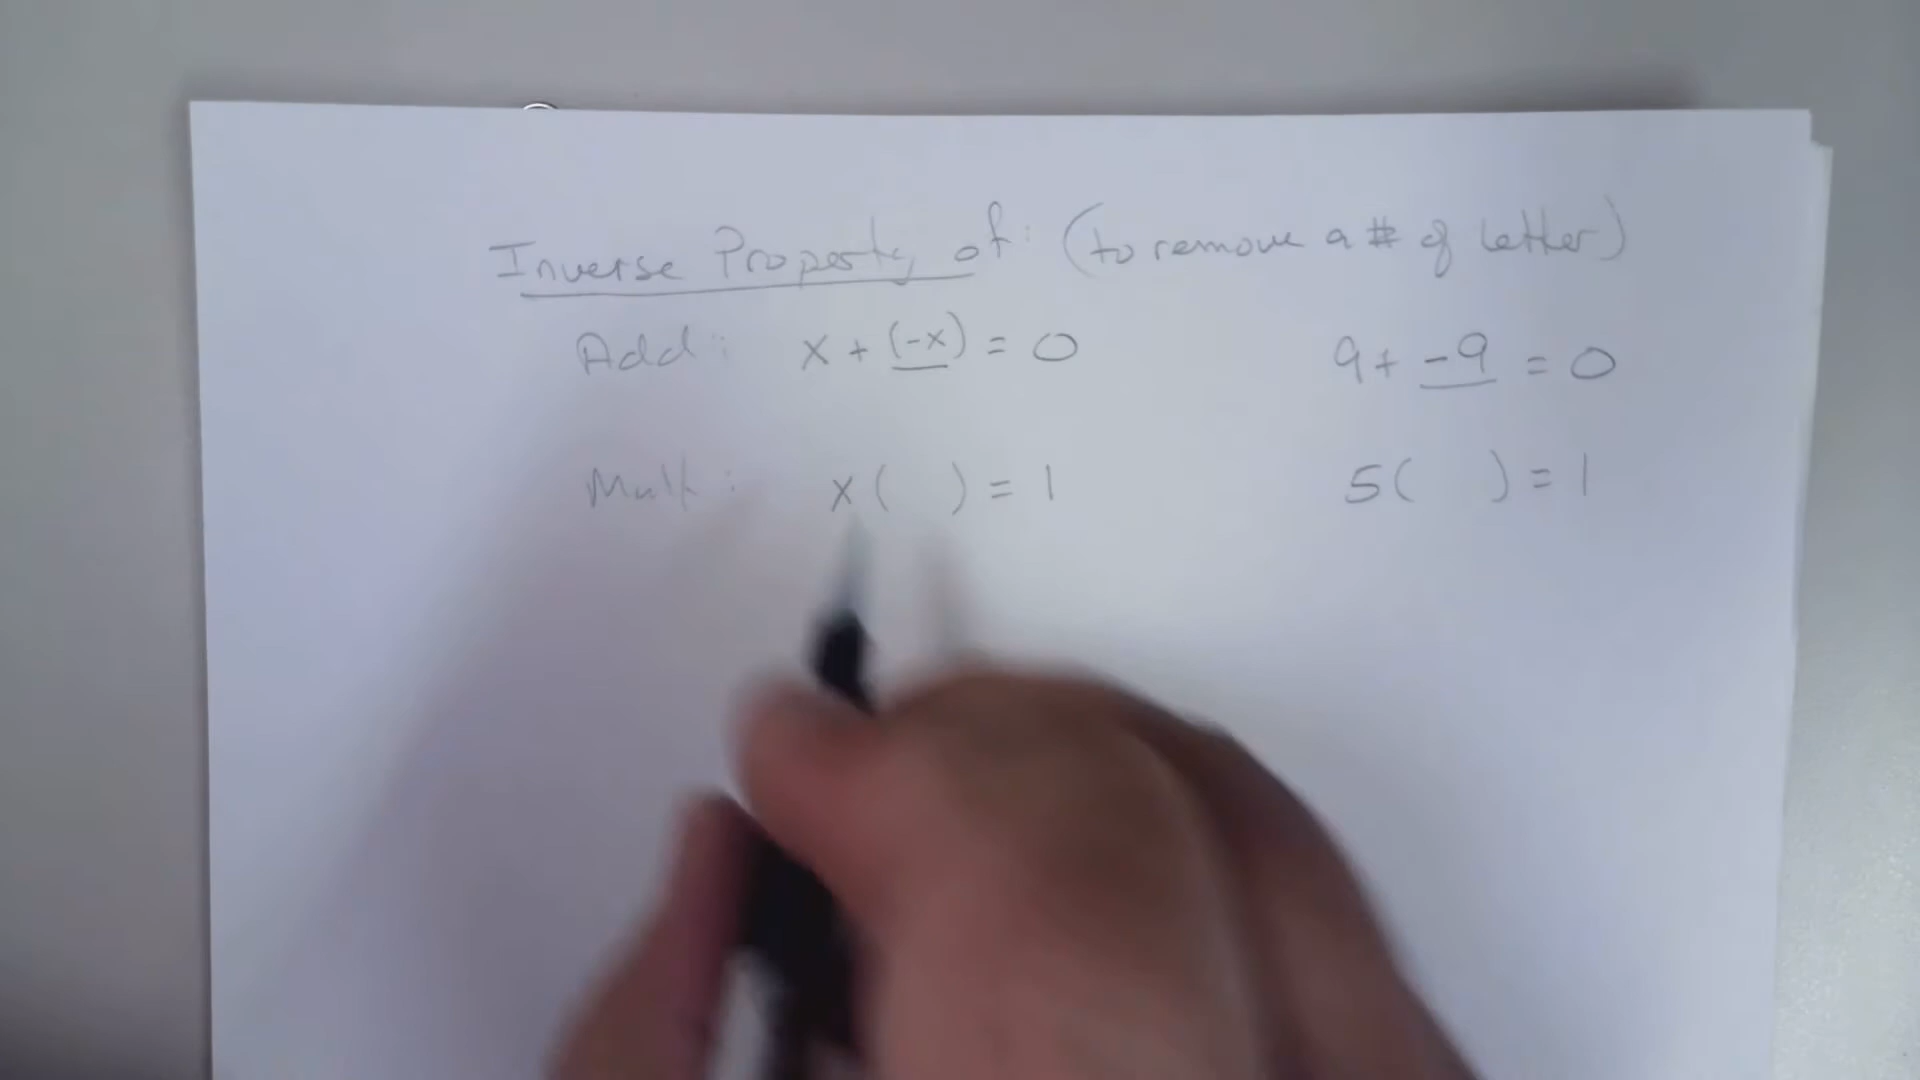 Inverse Property of: (to remove a # of letter)
Add: x + (-x) = 0 9 + -9 = 0
Mult: x( ) = 1 5( ) = 1